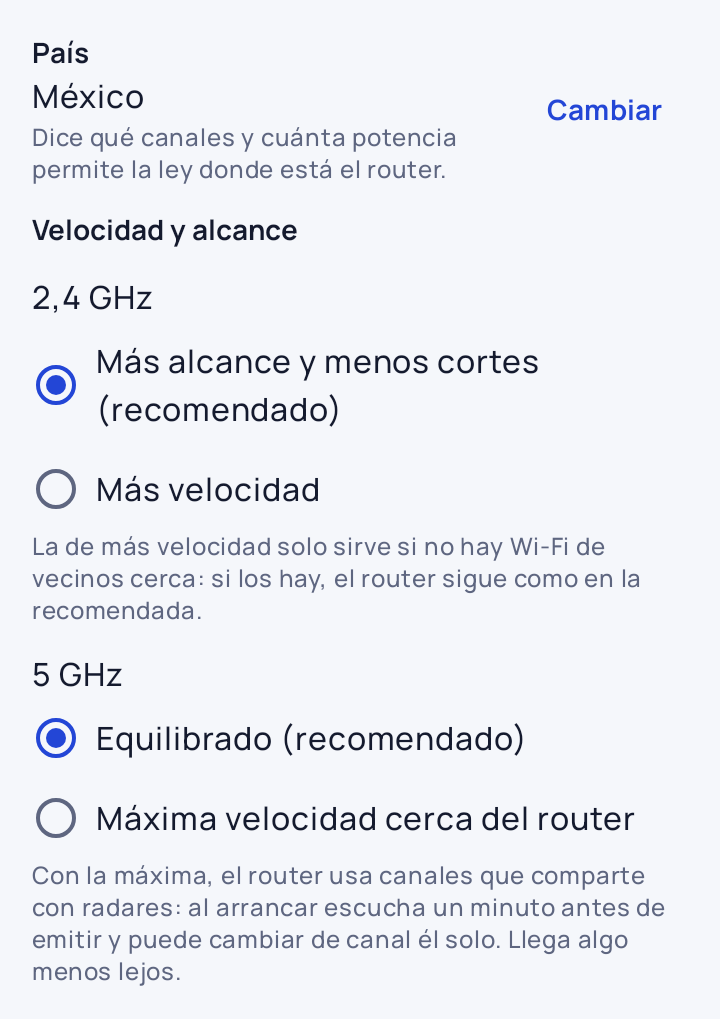 País
México
Cambiar
Dice qué canales y cuánta potencia
permite la ley donde está el router.
Velocidad y alcance
2,4 GHz
Más alcance y menos cortes
(recomendado)
Más velocidad
La de más velocidad solo sirve si no hay Wi-Fi de
vecinos cerca: si los hay, el router sigue como en la
recomendada.
5 GHz
Equilibrado (recomendado)
Máxima velocidad cerca del router
Con la máxima, el router usa canales que comparte
con radares: al arrancar escucha un minuto antes de
emitir y puede cambiar de canal él solo. Llega algo
menos lejos.